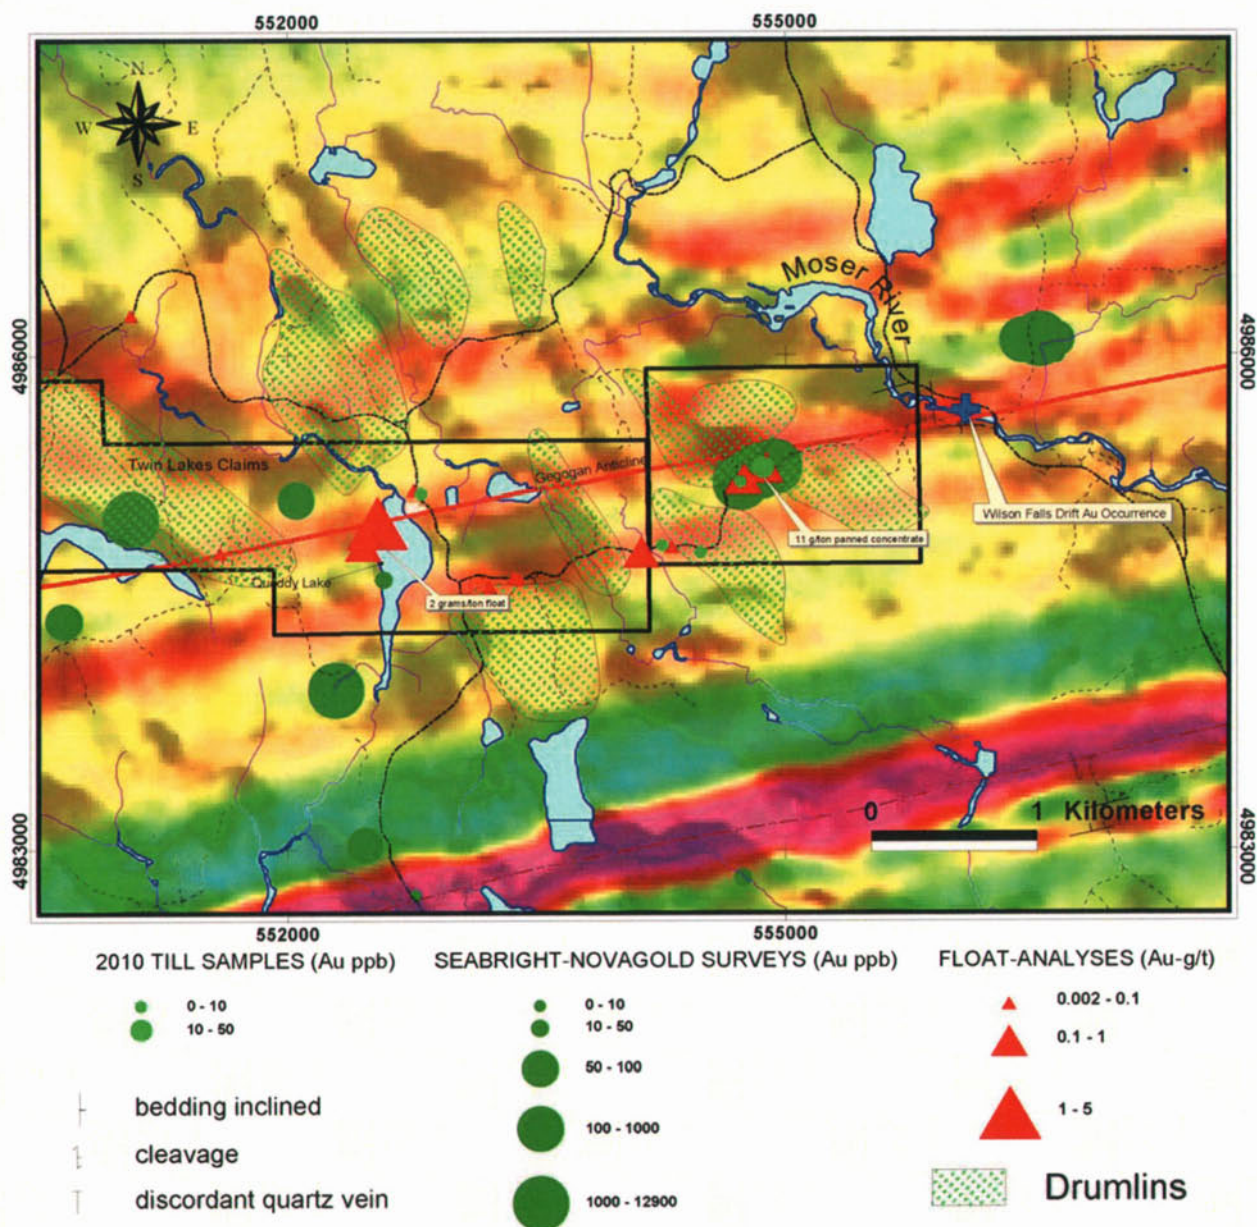 552000 555000
N
W E
S
Moser River
4986000 4986000
Twin Lakes Claims
Gegogan Anticline
Wilson Falls Drift Au Occurrence
11 g/ton panned concentrate
Queddy Lake
2 grams/ton float
0 1 Kilometers
4983000 4983000
552000 555000
2010 TILL SAMPLES (Au ppb) SEABRIGHT-NOVAGOLD SURVEYS (Au ppb) FLOAT-ANALYSES (Au-g/t)
0 - 10 0 - 10 0.002 - 0.1
10 - 50 10 - 50 0.1 - 1
50 - 100
bedding inclined 100 - 1000 1 - 5
cleavage
discordant quartz vein 1000 - 12900 Drumlins